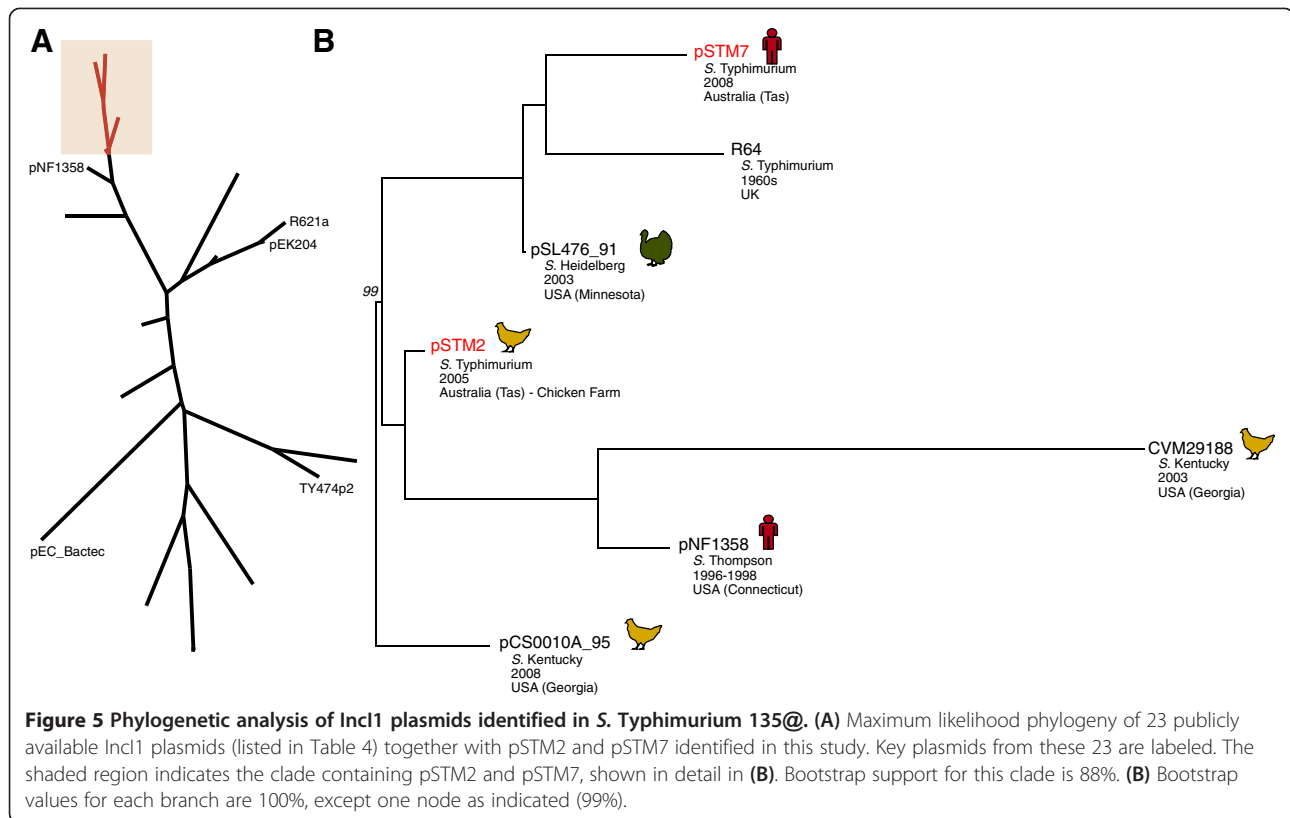 A
B
pNF1358
R621a
pEK204
TY474p2
pEC_Bactec
99
pSTM7
S. Typhimurium
2008
Australia (Tas)
R64
S. Typhimurium
1960s
UK
pSL476_91
S. Heidelberg
2003
USA (Minnesota)
pSTM2
S. Typhimurium
2005
Australia (Tas) - Chicken Farm
CVM29188
S. Kentucky
2003
USA (Georgia)
pNF1358
S. Thompson
1996-1998
USA (Connecticut)
pCS0010A_95
S. Kentucky
2008
USA (Georgia)
Figure 5 Phylogenetic analysis of IncI1 plasmids identified in S. Typhimurium 135@. (A) Maximum likelihood phylogeny of 23 publicly
available IncI1 plasmids (listed in Table 4) together with pSTM2 and pSTM7 identified in this study. Key plasmids from these 23 are labeled. The
shaded region indicates the clade containing pSTM2 and pSTM7, shown in detail in (B). Bootstrap support for this clade is 88%. (B) Bootstrap
values for each branch are 100%, except one node as indicated (99%).